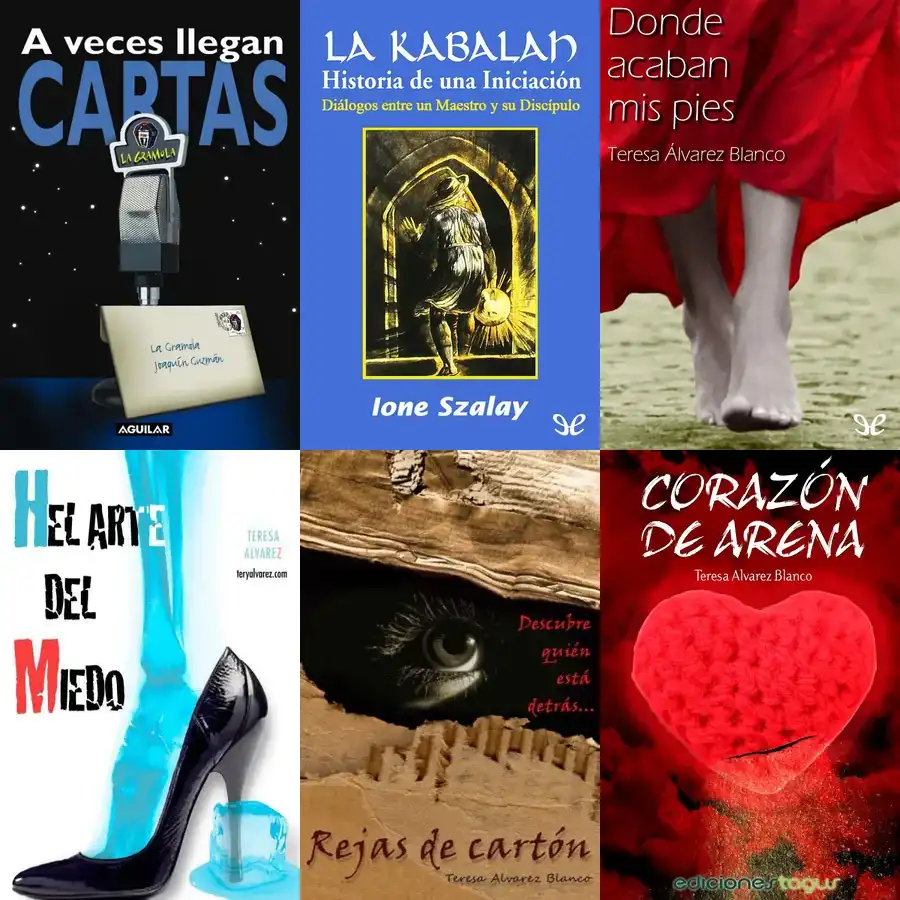 A veces llegan
CARTAS
LA GRAMOLA
La Gramola
Joaquín Guzmán
AGUILAR
LA KABALAH
Historia de una Iniciación
Diálogos entre un Maestro y su Discípulo
Ione Szalay
Donde
acaban
mis pies
Teresa Álvarez Blanco
HEL ARTE
DEL
MIEDO
TERESA
ALVAREZ
teryalvarez.com
Descubre
quién
está
detrás...
Rejas de cartón
Teresa Alvarez Blanco
CORAZÓN
DE ARENA
Teresa Alvarez Blanco
edicionestagus